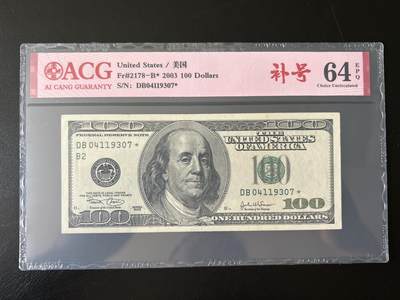 ACG
AI CANG GUARANTY
United States / 美国
Fr#2178-B* 2003 100 Dollars
S/N: DB04119307*
补号
64 EPQ
Choice Uncirculated
FEDERAL RESERVE NOTE
THE
UNITED STATES
OF AMERICA
DB 04119307 *
B2
DB 04119307 *
100
100
ONE HUNDRED DOLLARS